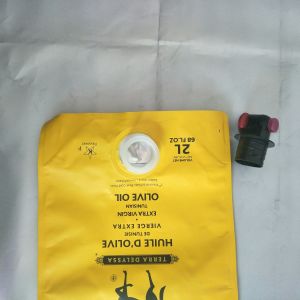 TERRA DELYSSA
HUILE D'OLIVE
DE TUNISIE
VIERGE EXTRA
EXTRA VIRGIN
TUNISIAN
OLIVE OIL
2L
68 FL.OZ